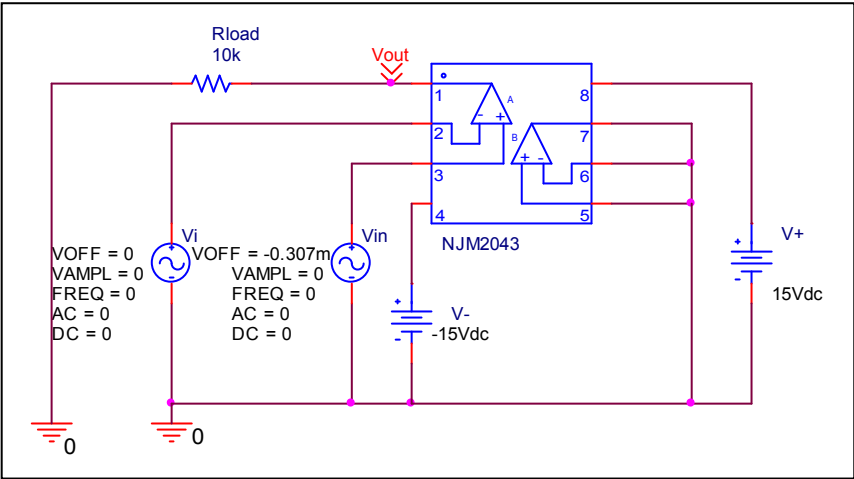 Rload
10k
Vout
1
2
3
4
A
- +
B
+ -
8
7
6
5
NJM2043
Vi
VOFF = 0
VAMPL = 0
FREQ = 0
AC = 0
DC = 0
Vin
VOFF = -0.307m
VAMPL = 0
FREQ = 0
AC = 0
DC = 0
V-
-15Vdc
V+
15Vdc
0
0